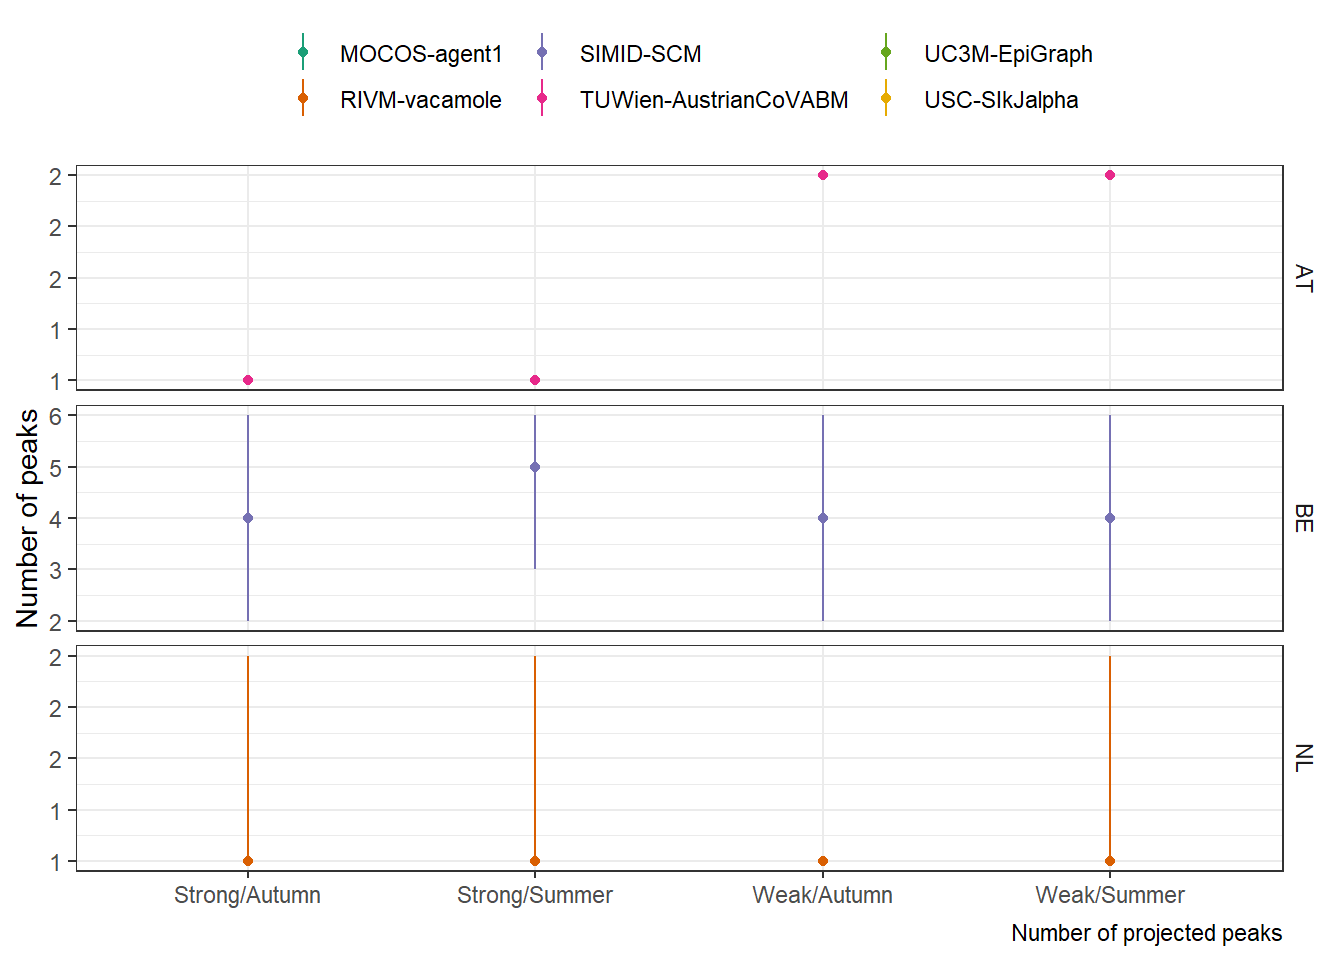 MOCOS-agent1
SIMID-SCM
UC3M-EpiGraph
RIVM-vacamole
TUWien-AustrianCoVABM
USC-SIkJalpha
Number of peaks
2
2
2
1
1
AT
6
5
4
3
2
BE
2
2
2
1
1
NL
Strong/Autumn
Strong/Summer
Weak/Autumn
Weak/Summer
Number of projected peaks